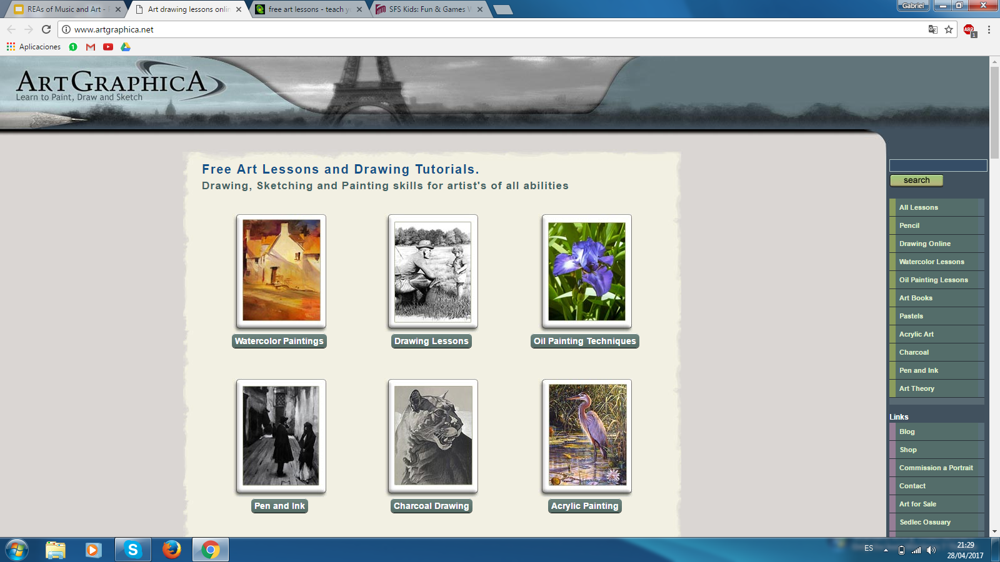 REAs of Music and Art -
Art drawing lessons onlin
free art lessons - teach y
SFS Kids: Fun & Games
Gabriel
www.artgraphica.net
ABP
1
Aplicaciones
1
ARTGRAPHICA
Learn to Paint, Draw and Sketch
Free Art Lessons and Drawing Tutorials.
Drawing, Sketching and Painting skills for artist's of all abilities
Watercolor Paintings
Drawing Lessons
Oil Painting Techniques
Pen and Ink
Charcoal Drawing
Acrylic Painting
search
All Lessons
Pencil
Drawing Online
Watercolor Lessons
Oil Painting Lessons
Art Books
Pastels
Acrylic Art
Charcoal
Pen and Ink
Art Theory
Links
Blog
Shop
Commission a Portrait
Contact
Art for Sale
Sedlec Ossuary
ES
21:29
28/04/2017